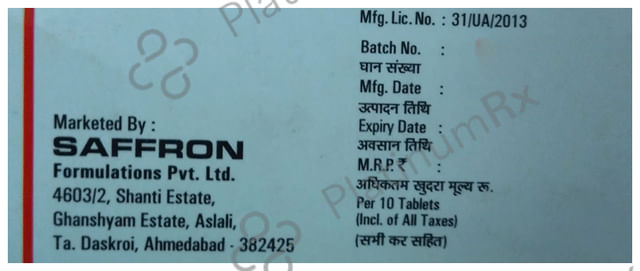 Marketed By :
SAFFRON
Formulations Pvt. Ltd.
4603/2, Shanti Estate,
Ghanshyam Estate, Aslali,
Ta. Daskroi, Ahmedabad - 382425
Mfg. Lic. No. : 31/UA/2013
Batch No. :
घान संख्या
Mfg. Date :
उत्पादन तिथि
Expiry Date :
अवसान तिथि
M.R.P. ₹ :
अधिकतम खुदरा मूल्य रू.
Per 10 Tablets
(Incl. of All Taxes)
(सभी कर सहित)
PlatinumRx